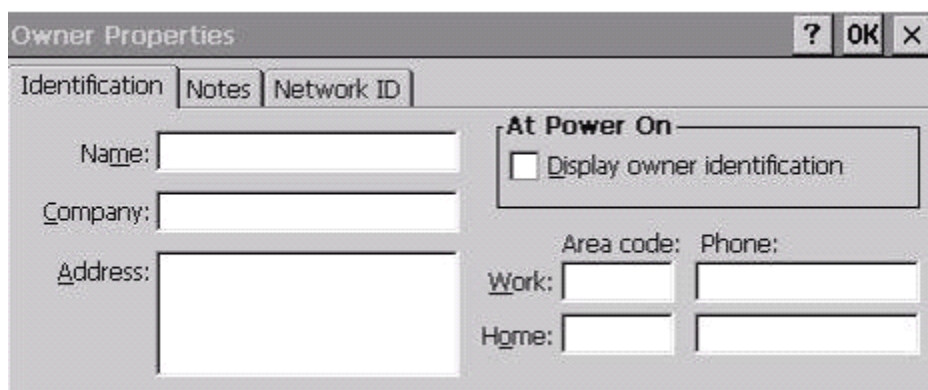 Owner Properties ? OK ×
Identification Notes Network ID
Name:
Company:
Address:
At Power On
Display owner identification
Area code: Phone:
Work:
Home: